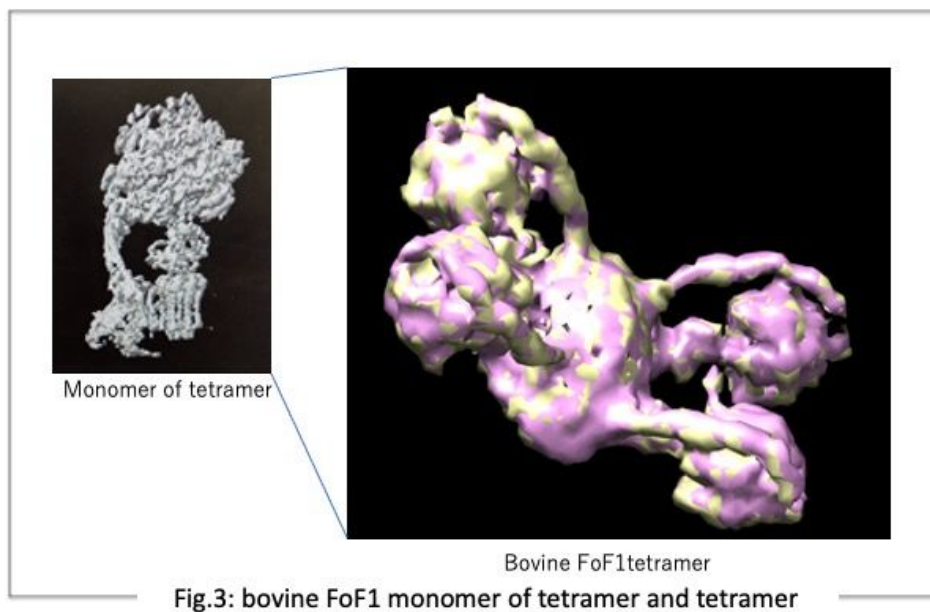 Monomer of tetramer
Bovine FoF1tetramer
Fig.3: bovine FoF1 monomer of tetramer and tetramer